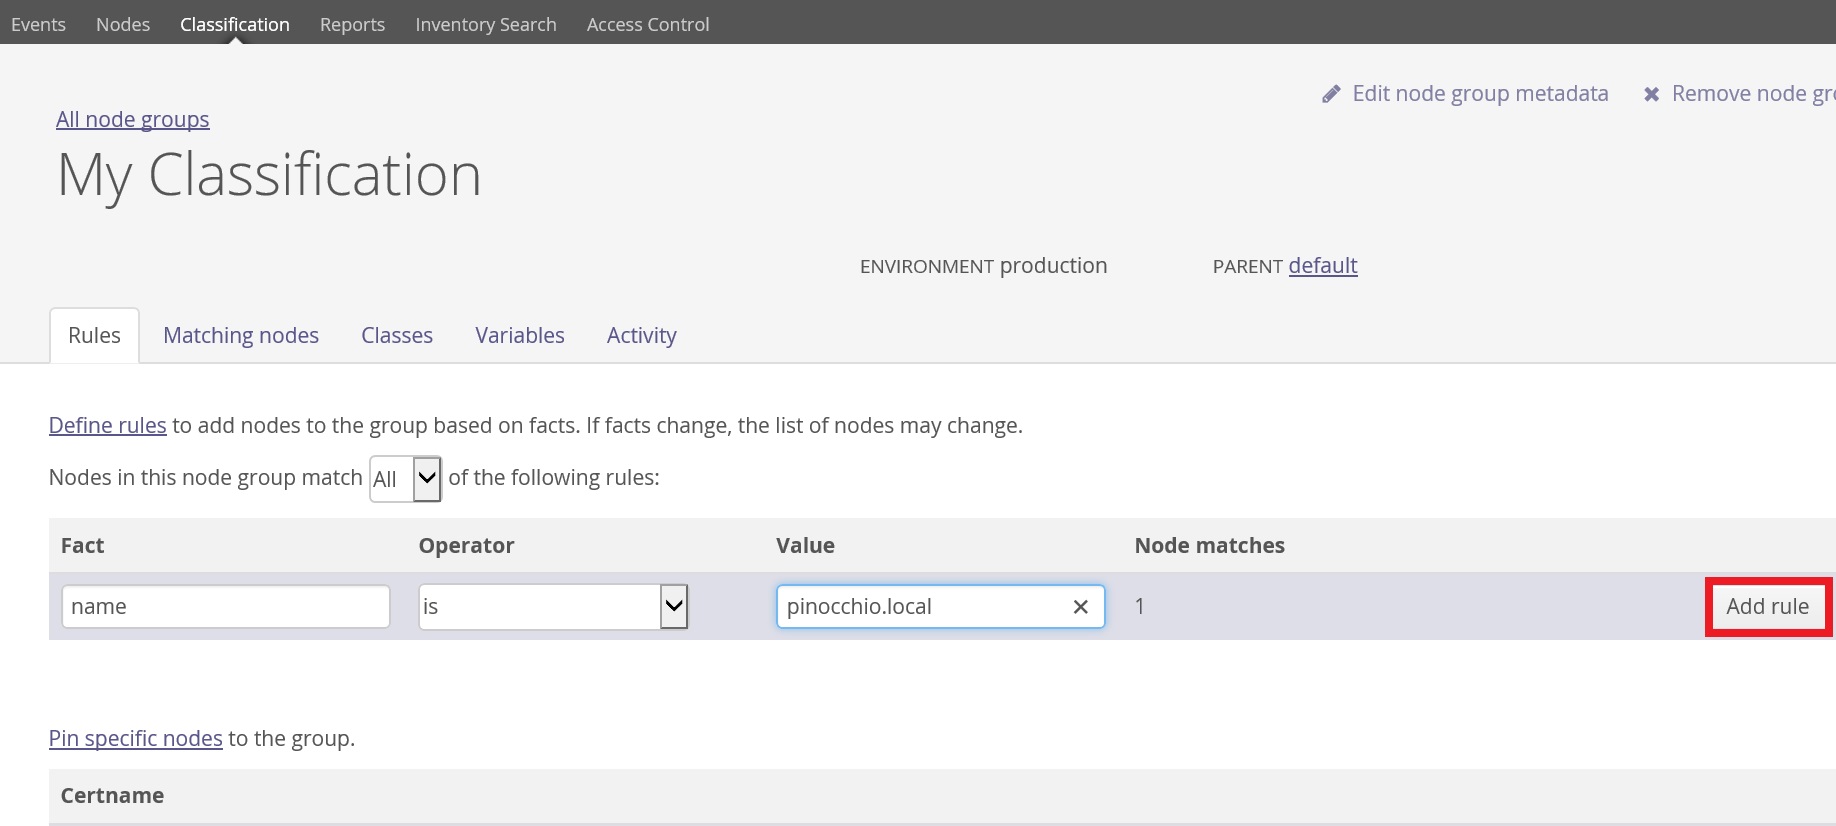 Events Nodes Classification Reports Inventory Search Access Control
Edit node group metadata Remove node
All node groups
My Classification
ENVIRONMENT production PARENT default
Rules Matching nodes Classes Variables Activity
Define rules to add nodes to the group based on facts. If facts change, the list of nodes may change.
Nodes in this node group match All of the following rules:
Fact Operator Value Node matches
name is pinocchio.local 1 Add rule
Pin specific nodes to the group.
Certname